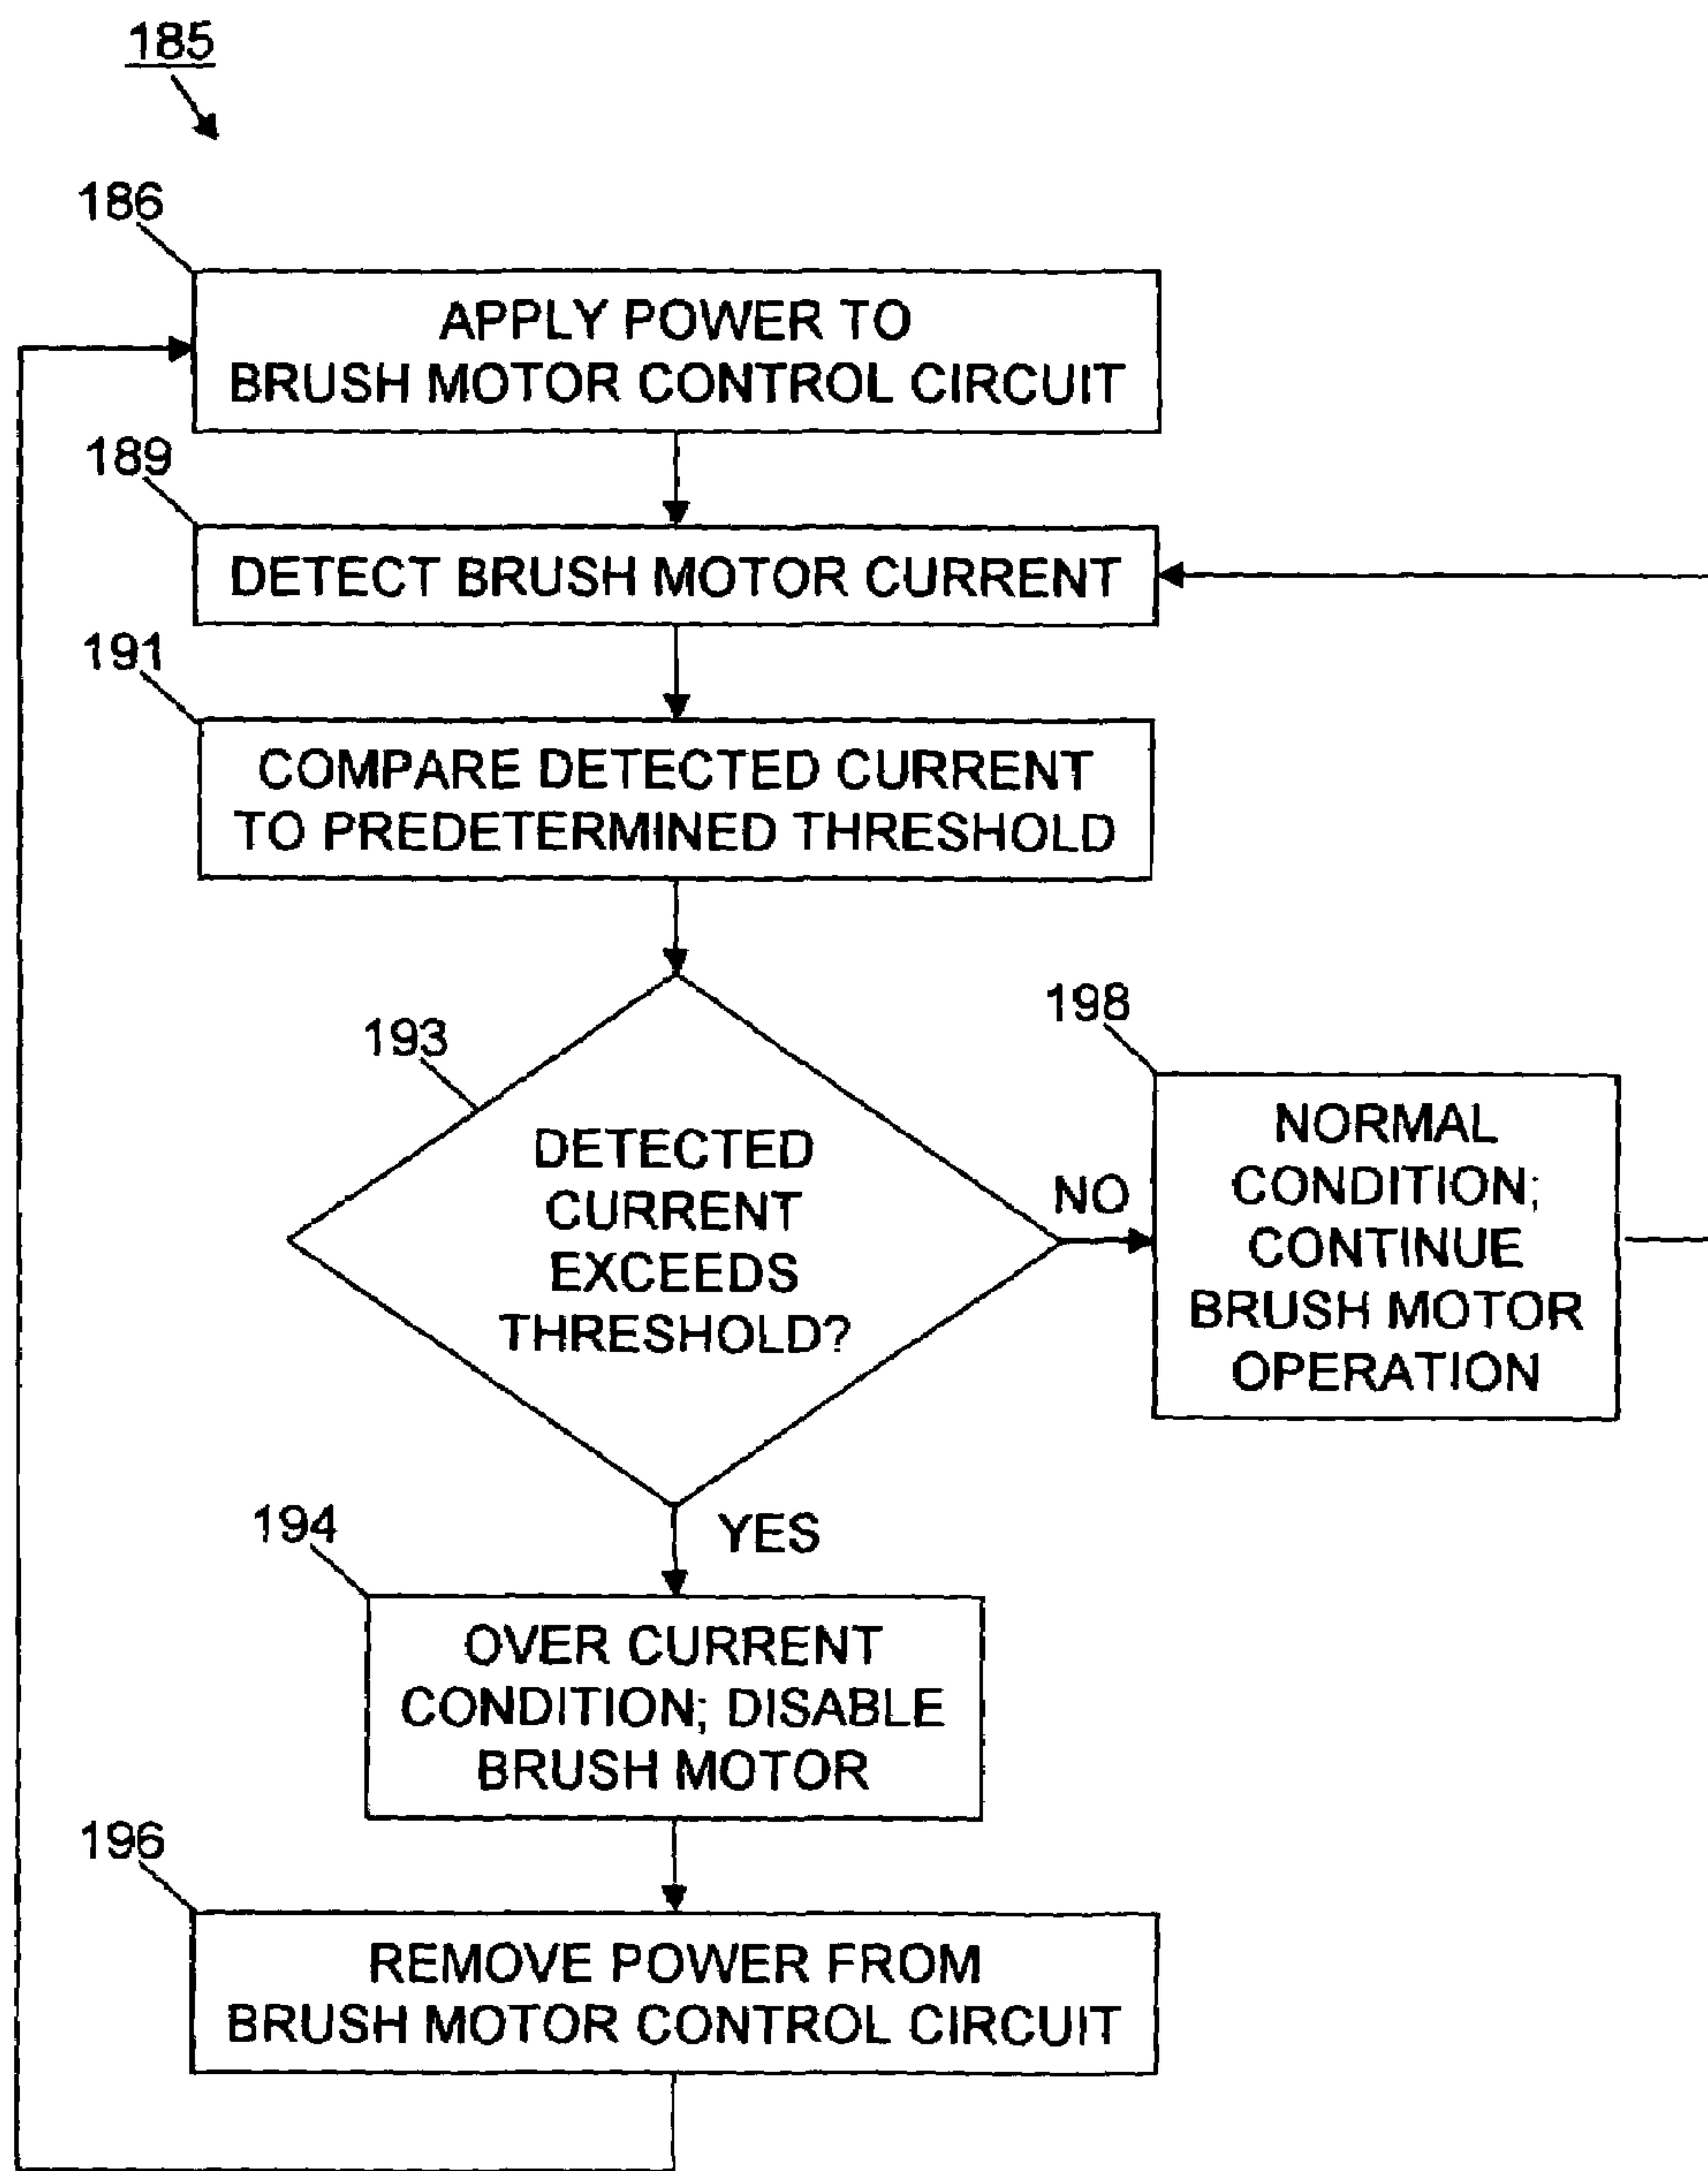 185
186
APPLY POWER TO
BRUSH MOTOR CONTROL CIRCUIT
189
DETECT BRUSH MOTOR CURRENT
191
COMPARE DETECTED CURRENT
TO PREDETERMINED THRESHOLD
193
DETECTED
CURRENT
EXCEEDS
THRESHOLD?
NO
198
NORMAL
CONDITION;
CONTINUE
BRUSH MOTOR
OPERATION
YES
194
OVER CURRENT
CONDITION; DISABLE
BRUSH MOTOR
196
REMOVE POWER FROM
BRUSH MOTOR CONTROL CIRCUIT